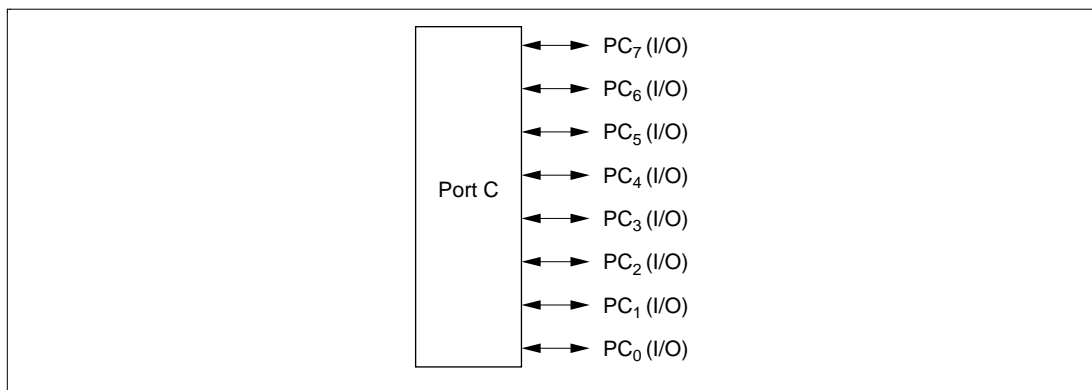 PC7 (I/O)
PC6 (I/O)
PC5 (I/O)
PC4 (I/O)
Port C
PC3 (I/O)
PC2 (I/O)
PC1 (I/O)
PC0 (I/O)